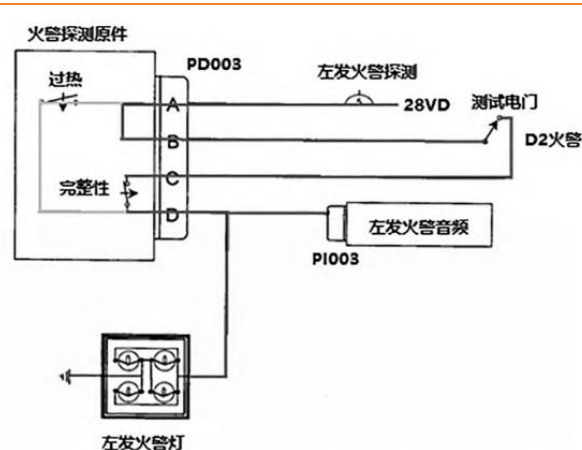 火警探测原件
过热
PD003
左发火警探测
A
28VD
测试电门
B
D2火警
C
完整性
D
左发火警音频
PI003
左发火警灯